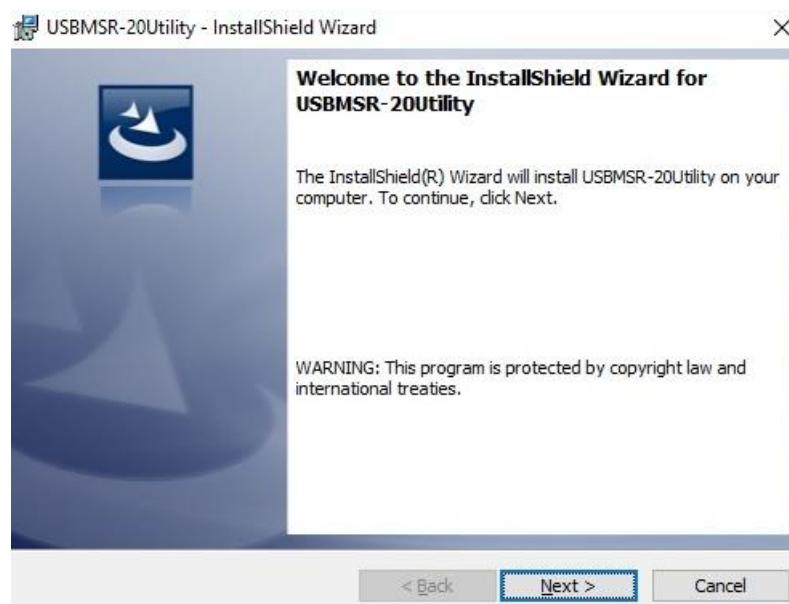 USBMSR-20Utility - InstallShield Wizard
Welcome to the InstallShield Wizard for
USBMSR-20Utility
The InstallShield(R) Wizard will install USBMSR-20Utility on your
computer. To continue, click Next.
WARNING: This program is protected by copyright law and
international treaties.
< Back
Next >
Cancel